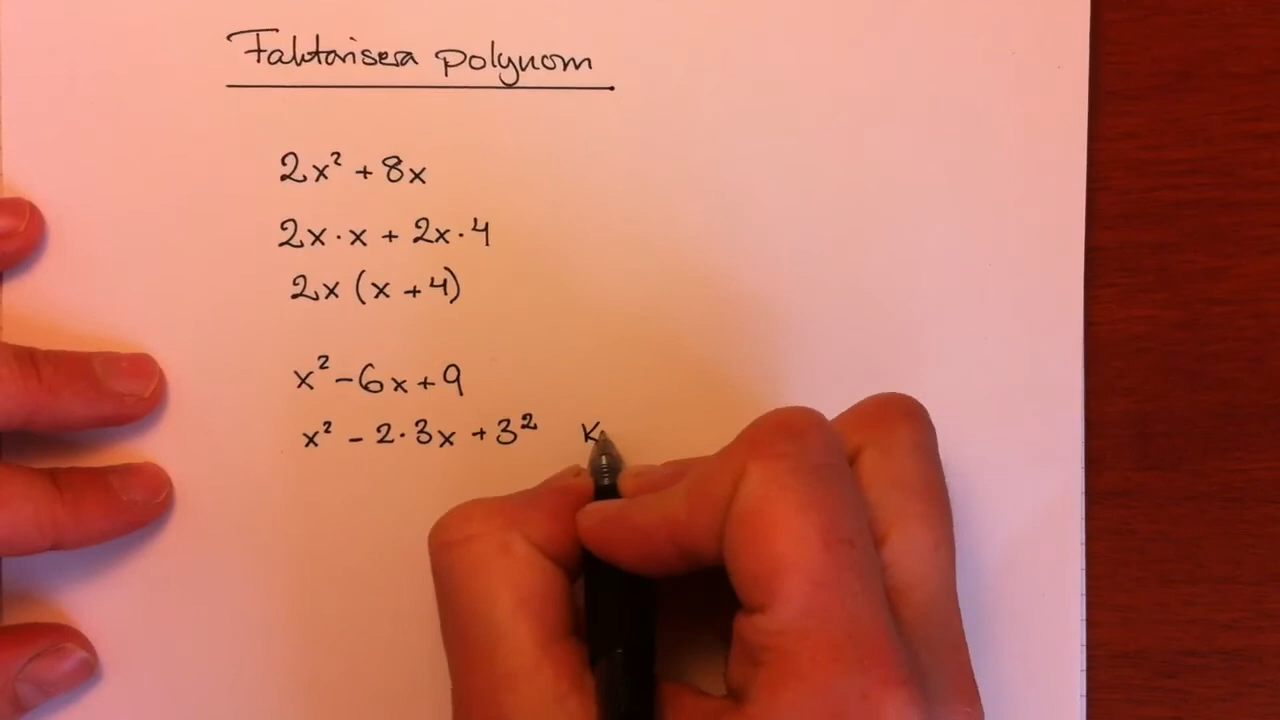 Faktorisera polynom
2x² + 8x
2x · x + 2x · 4
2x (x + 4)
x² - 6x + 9
x² - 2 · 3x + 3² K